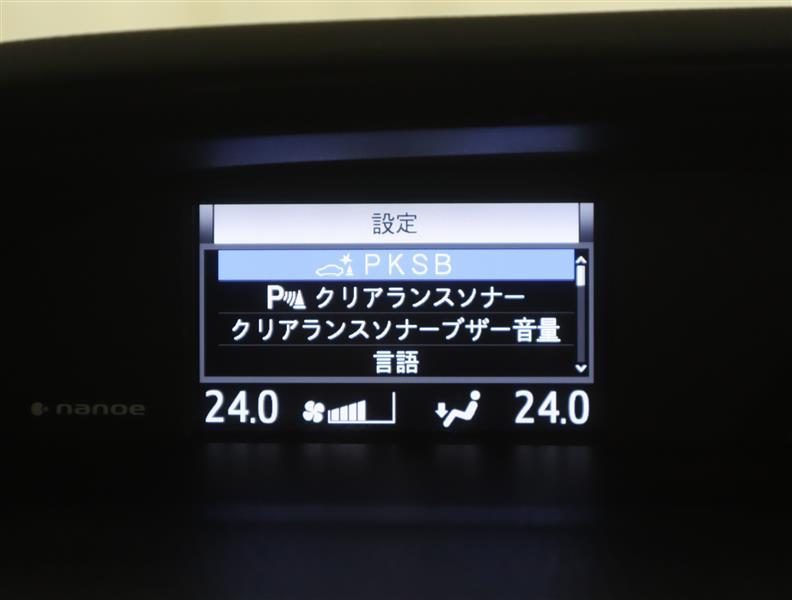 設定
PKSB
P クリアランスソナー
クリアランスソナーブザー音量
言語
nanoe
24.0 24.0